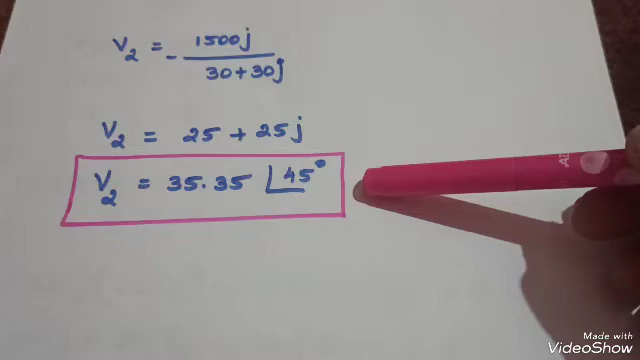 V₂ = - 1500j / 30+30j
V₂ = 25 + 25j
V₂ = 35.35 ∠45°
Made with
VideoShow